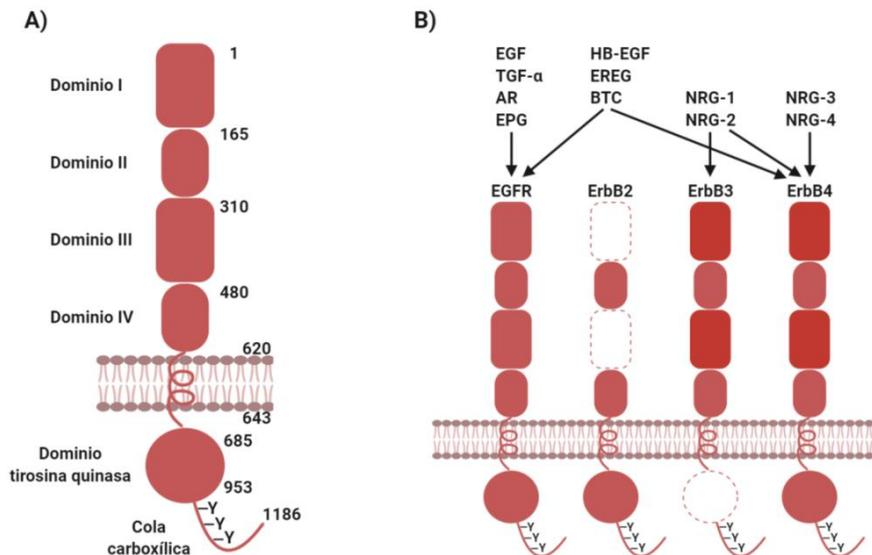 A)
Dominio I
1
Dominio II
165
Dominio III
310
Dominio IV
480
620
643
Dominio
tirosina quinasa
685
953
Cola
carboxílica
–Y
–Y
–Y
1186
B)
EGF
TGF-α
AR
EPG
HB-EGF
EREG
BTC
NRG-1
NRG-2
NRG-3
NRG-4
EGFR
ErbB2
ErbB3
ErbB4
–Y
–Y
–Y
–Y
–Y
–Y
–Y
–Y
–Y
–Y
–Y
–Y